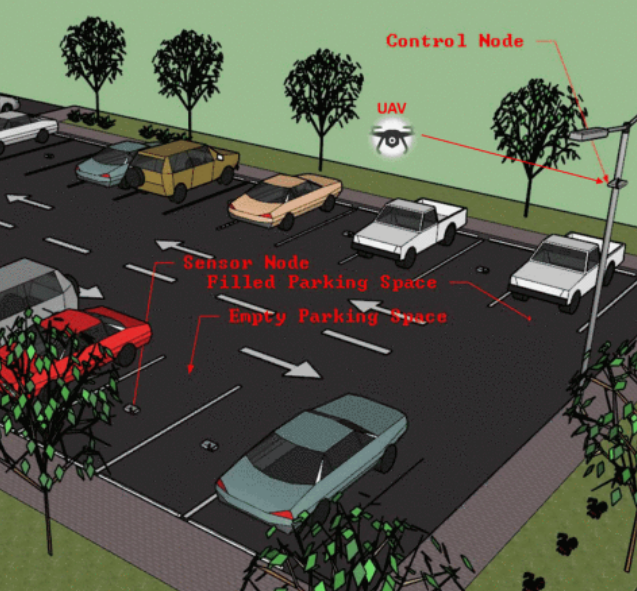 Control Node
UAV
Sensor Node
Filled Parking Space
Empty Parking Space